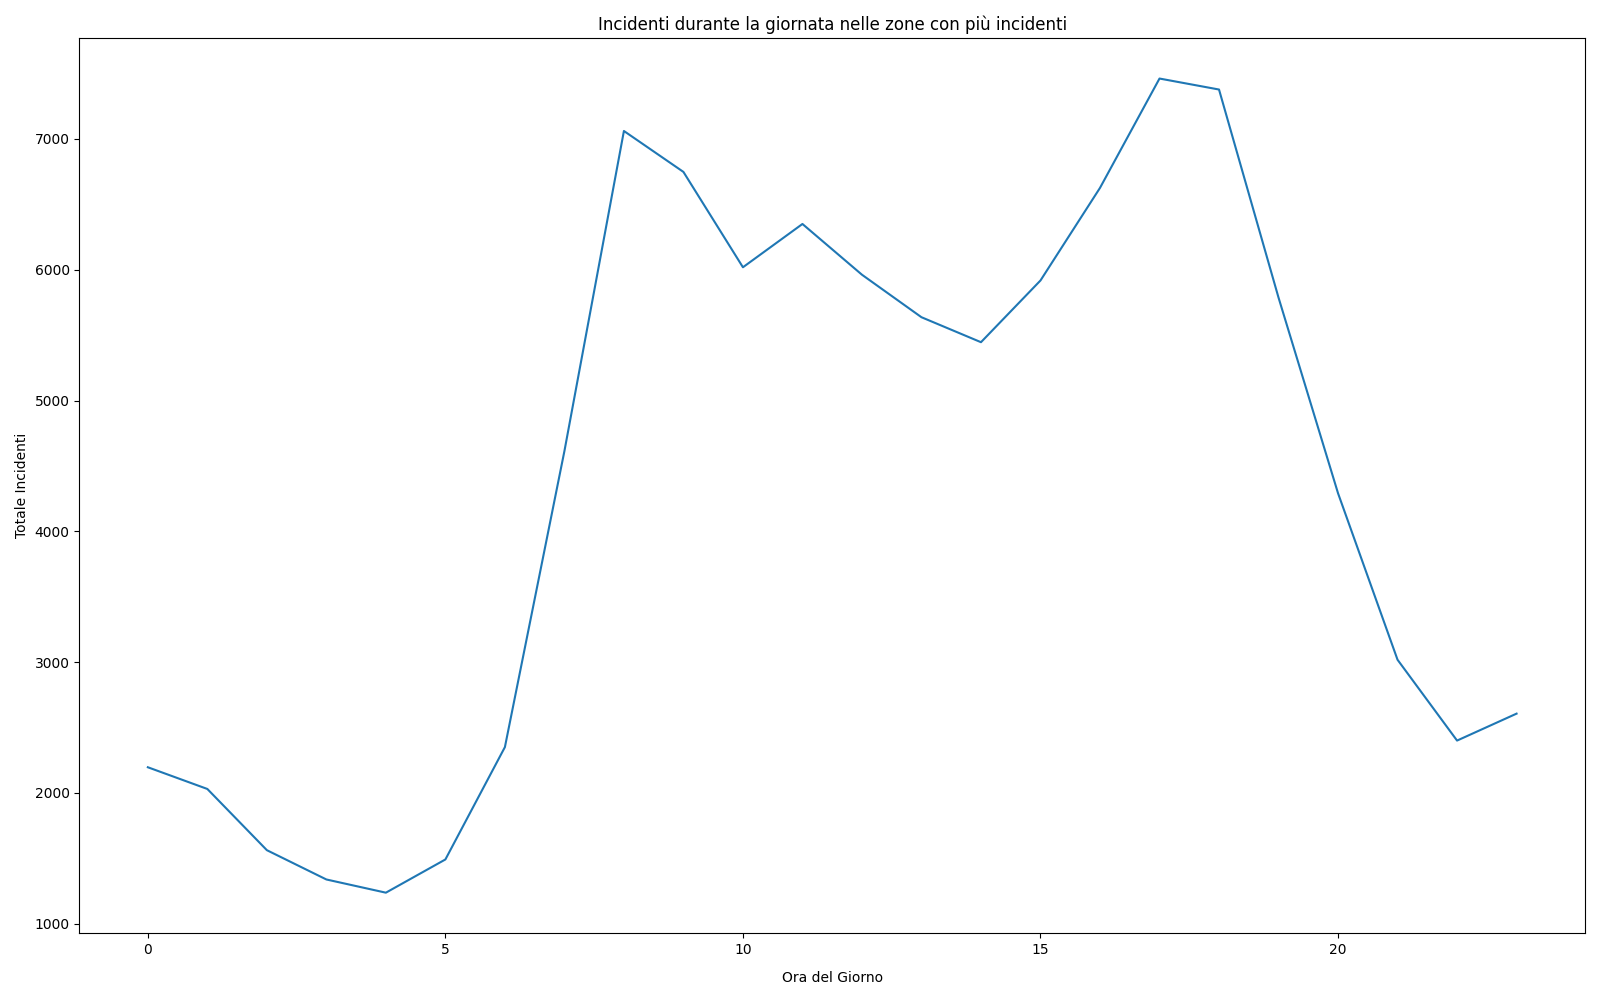 Incidenti durante la giornata nelle zone con più incidenti
7000
6000
5000
4000
3000
2000
1000
Totale Incidenti
0 5 10 15 20
Ora del Giorno